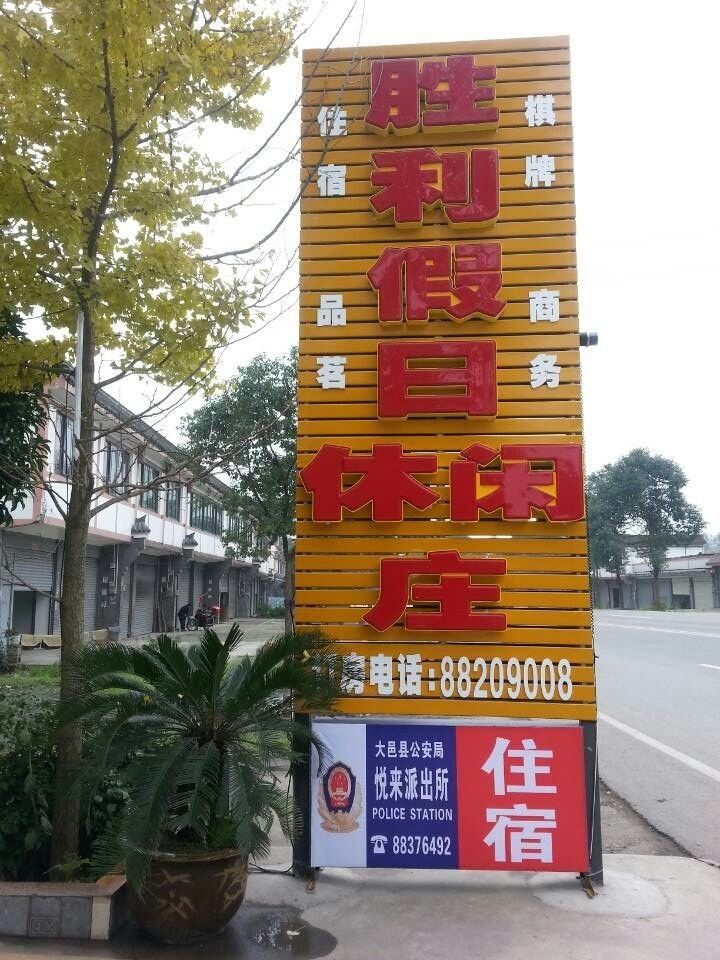 胜利假日休闲庄
住宿
棋牌
品茗
商务
房电话:88209008
大邑县公安局
悦来派出所
POLICE STATION
☎88376492
住宿